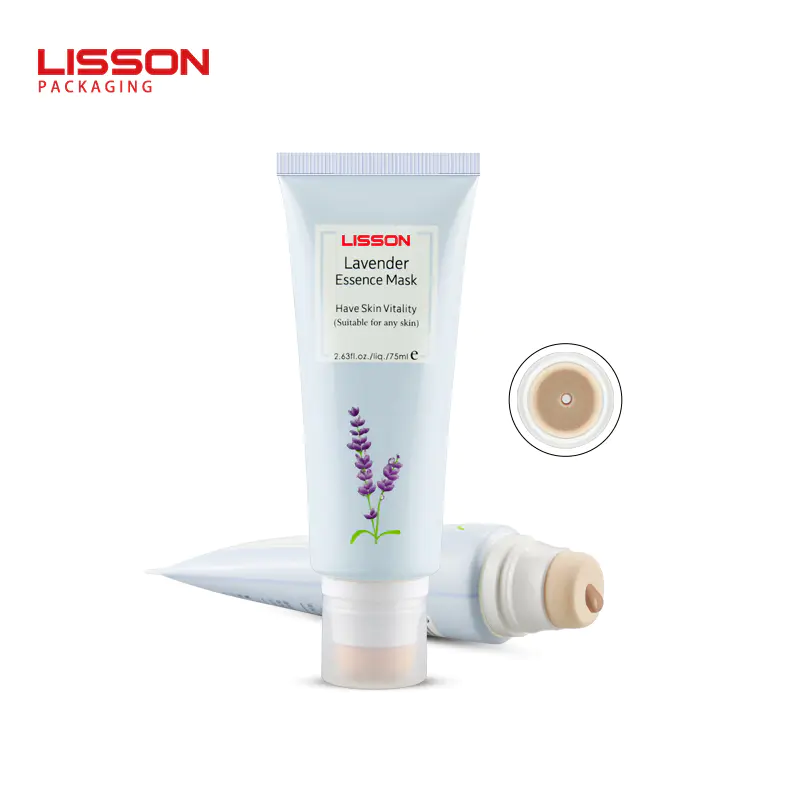 LISSON
PACKAGING
LISSON
Lavender
Essence Mask
Have Skin Vitality
(Suitable for any skin)
2.63fl.oz./liq./75ml e